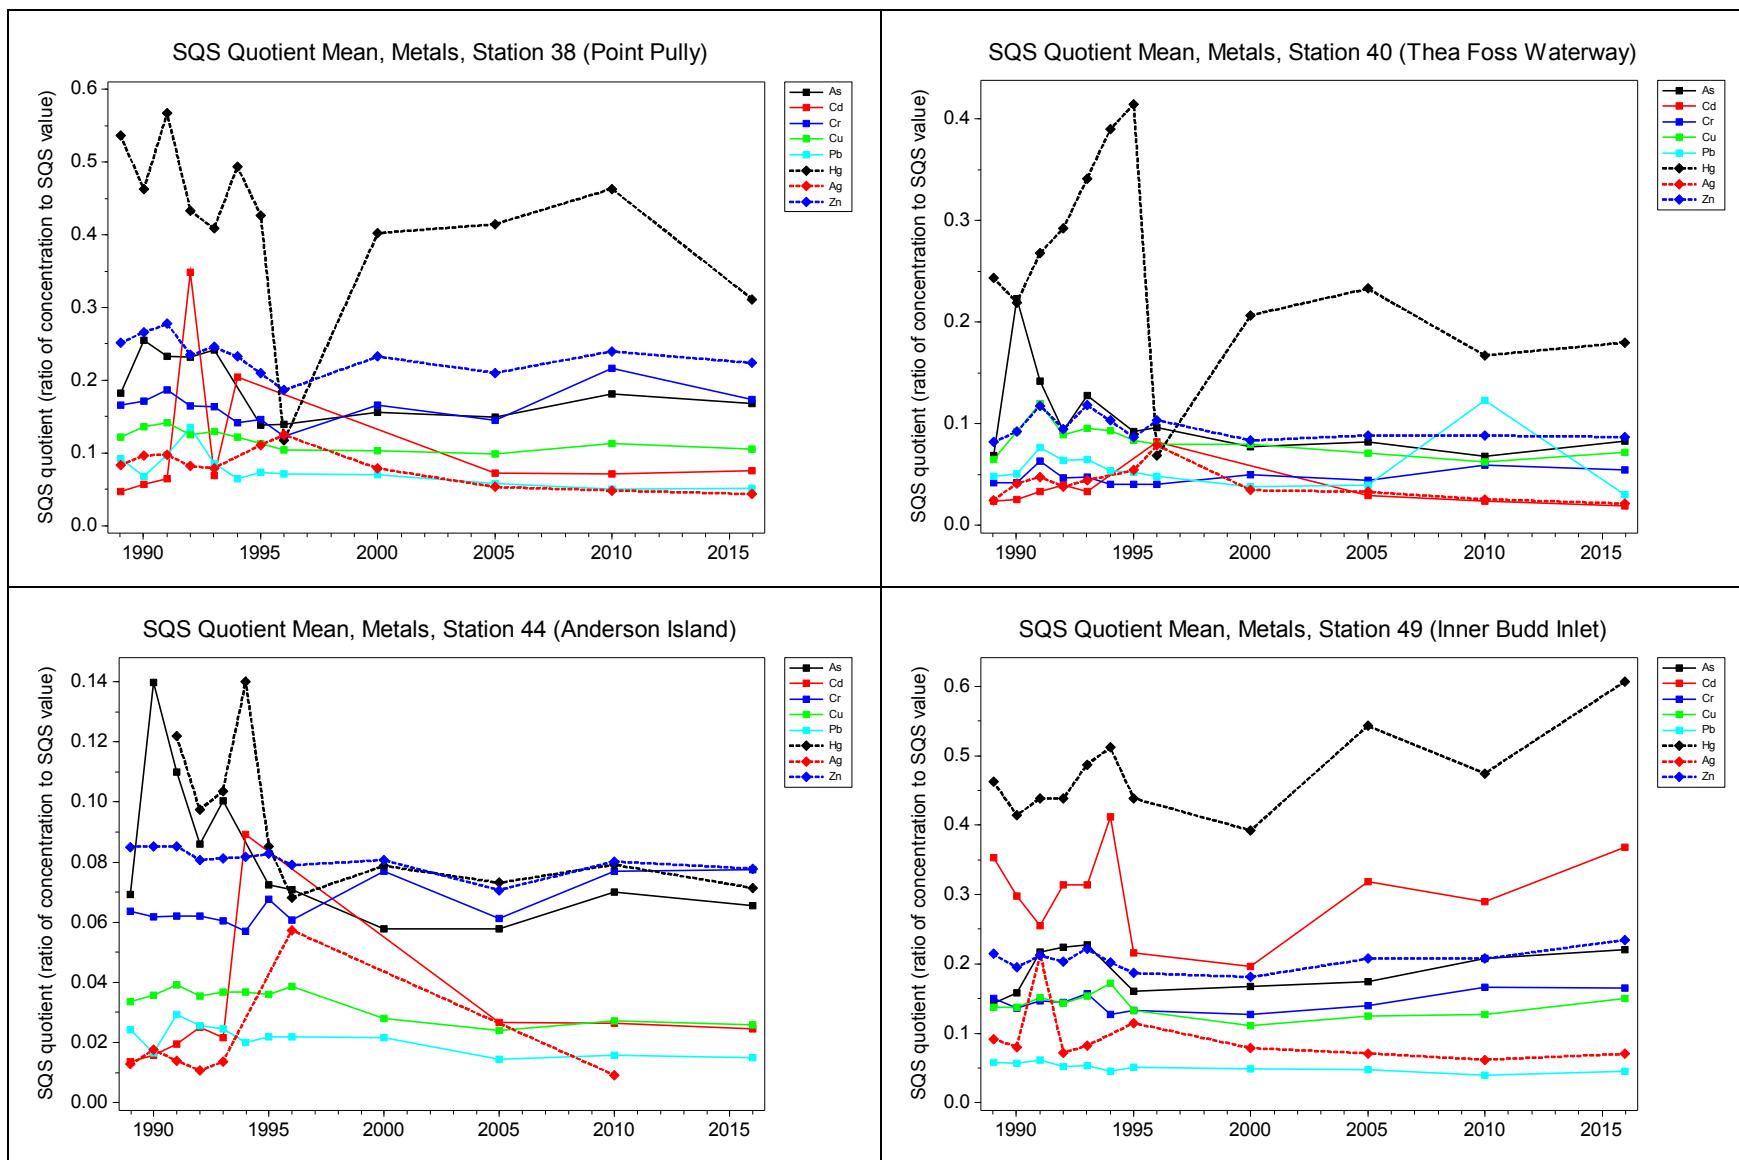 SQS Quotient Mean, Metals, Station 38 (Point Pully)
SQS quotient (ratio of concentration to SQS value)
0.6
0.5
0.4
0.3
0.2
0.1
0.0
1990 1995 2000 2005 2010 2015
As
Cd
Cr
Cu
Pb
Hg
Ag
Zn
SQS Quotient Mean, Metals, Station 40 (Thea Foss Waterway)
SQS quotient (ratio of concentration to SQS value)
0.4
0.3
0.2
0.1
0.0
1990 1995 2000 2005 2010 2015
As
Cd
Cr
Cu
Pb
Hg
Ag
Zn
SQS Quotient Mean, Metals, Station 44 (Anderson Island)
SQS quotient (ratio of concentration to SQS value)
0.14
0.12
0.10
0.08
0.06
0.04
0.02
0.00
1990 1995 2000 2005 2010 2015
As
Cd
Cr
Cu
Pb
Hg
Ag
Zn
SQS Quotient Mean, Metals, Station 49 (Inner Budd Inlet)
SQS quotient (ratio of concentration to SQS value)
0.6
0.5
0.4
0.3
0.2
0.1
0.0
1990 1995 2000 2005 2010 2015
As
Cd
Cr
Cu
Pb
Hg
Ag
Zn